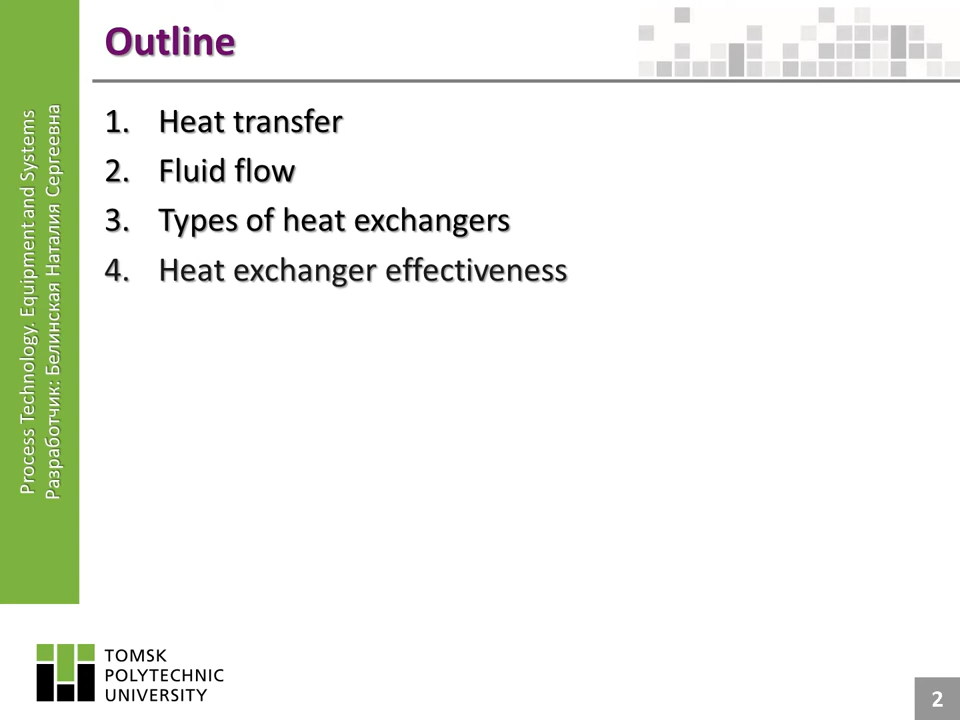 Outline
Process Technology. Equipment and Systems
Разработчик: Белинская Наталия Сергеевна
1. Heat transfer
2. Fluid flow
3. Types of heat exchangers
4. Heat exchanger effectiveness
TOMSK
POLYTECHNIC
UNIVERSITY
2